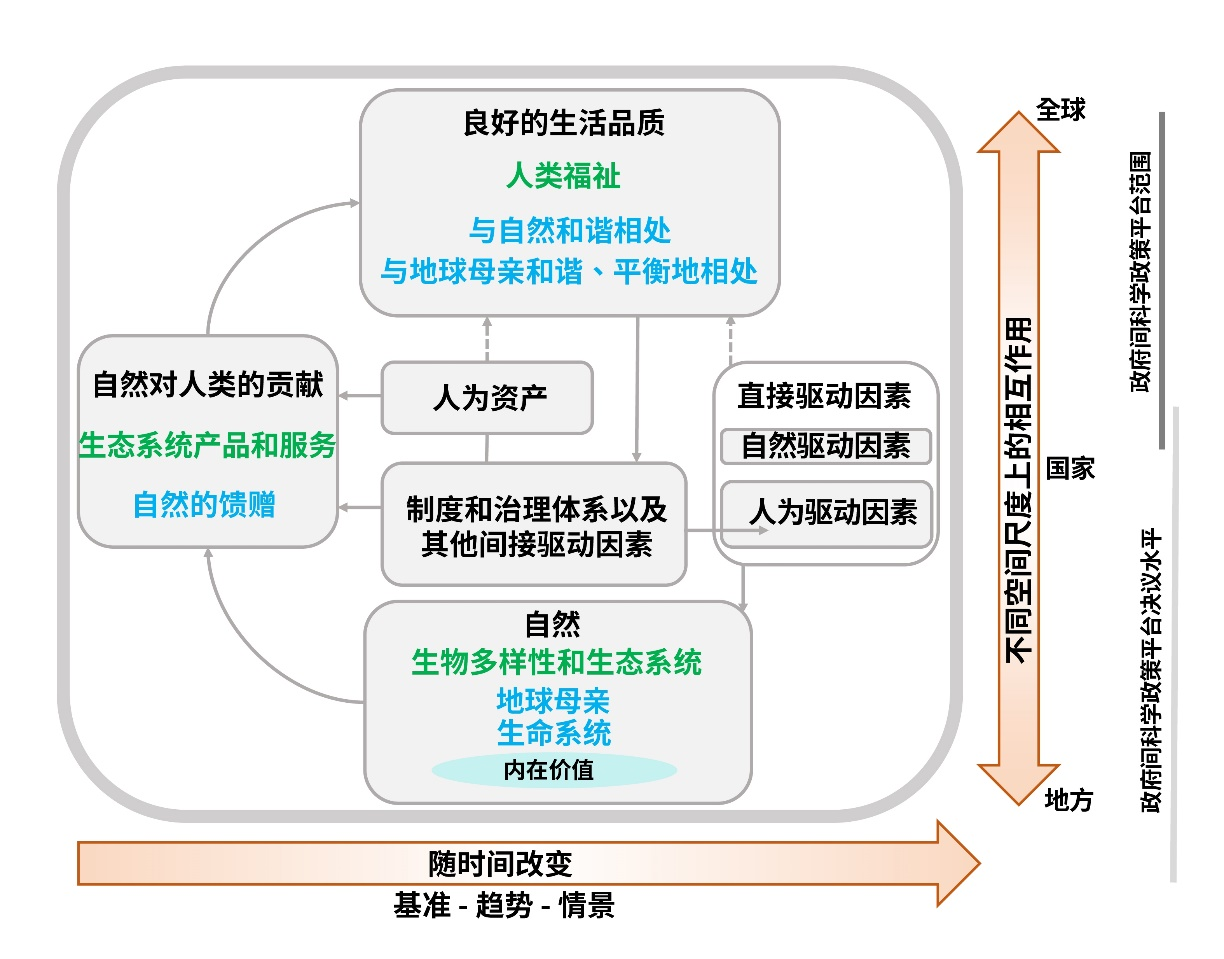 良好的生活品质
人类福祉
与自然和谐相处
与地球母亲和谐、平衡地相处
自然对人类的贡献
生态系统产品和服务
自然的馈赠
人为资产
直接驱动因素
自然驱动因素
人为驱动因素
制度和治理体系以及
其他间接驱动因素
自然
生物多样性和生态系统
地球母亲
生命系统
内在价值
全球
国家
地方
不同空间尺度上的相互作用
政府间科学政策平台范围
政府间科学政策平台决议水平
随时间改变
基准 - 趋势 - 情景